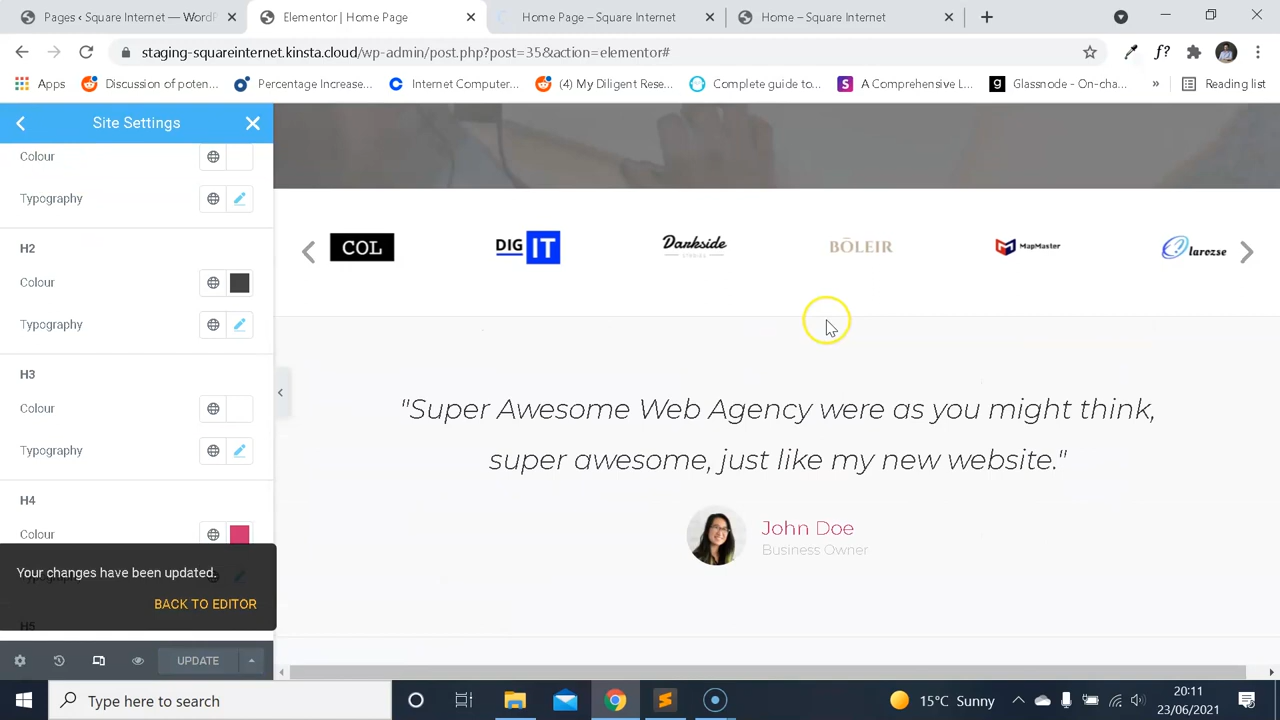 Pages ‹ Square Internet — WordP
Elementor | Home Page
Home Page – Square Internet
Home – Square Internet
staging-squareinternet.kinsta.cloud/wp-admin/post.php?post=35&action=elementor#
f?
Apps
Discussion of poten...
Percentage Increase...
Internet Computer...
(4) My Diligent Rese...
Complete guide to...
A Comprehensive L...
Glassnode - On-cha...
»
Reading list
Site Settings
Colour
Typography
H2
Colour
Typography
H3
Colour
Typography
H4
Colour
Your changes have been updated.
BACK TO EDITOR
UPDATE
COL
DIG IT
Darkside
BŌLEIR
MapMaster
larozse
"Super Awesome Web Agency were as you might think,
super awesome, just like my new website."
John Doe
Business Owner
Type here to search
15°C Sunny
20:11
23/06/2021